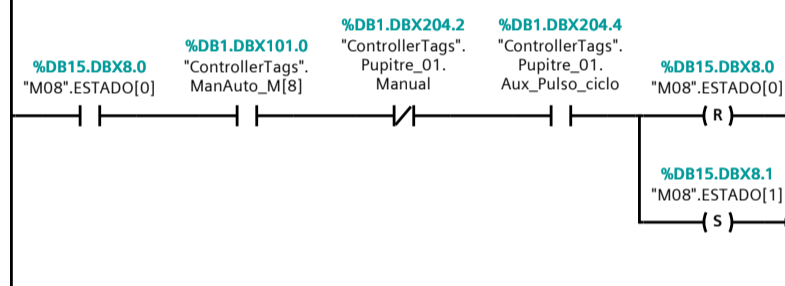 %DB15.DBX8.0
"M08".ESTADO[0]
%DB1.DBX101.0
"ControllerTags".
ManAuto_M[8]
%DB1.DBX204.2
"ControllerTags".
Pupitre_01.
Manual
%DB1.DBX204.4
"ControllerTags".
Pupitre_01.
Aux_Pulso_ciclo
%DB15.DBX8.0
"M08".ESTADO[0]
R
%DB15.DBX8.1
"M08".ESTADO[1]
S